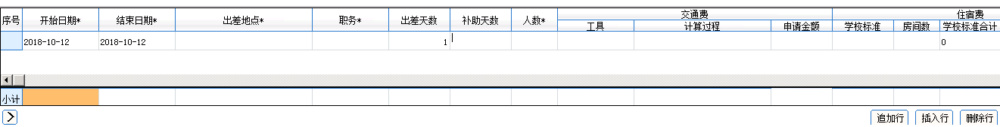 交通费 住宿费
序号 开始日期* 结束日期* 出差地点* 职务* 出差天数 补助天数 人数*
工具 计算过程 申请金额 学校标准 房间数 学校标准合计
2018-10-12 2018-10-12 1 0
小计
追加行 插入行 删除行